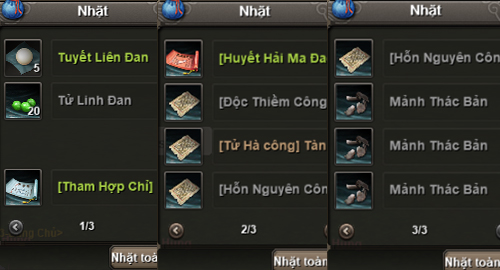 Nhặt
5
Tuyết Liên Đan
20
Tử Linh Đan
[Tham Hợp Chỉ]
1/3
Nhặt toà
Nhặt
[Huyết Hải Ma Đa
[Độc Thiềm Công
[Tử Hà công] Tàn
[Hỗn Nguyên Côn
2/3
Nhặt toàn
Nhặt
[Hỗn Nguyên Côn
Mảnh Thác Bản
Mảnh Thác Bản
Mảnh Thác Bản
3/3
Nhặt toàn